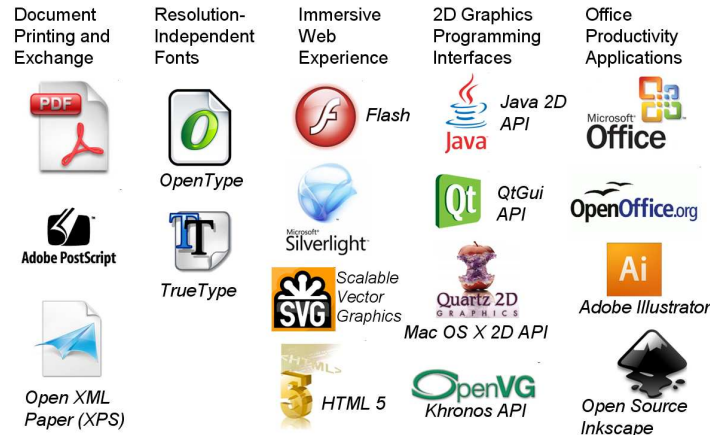 Document
Printing and
Exchange
PDF
Adobe PostScript
Open XML
Paper (XPS)
Resolution-
Independent
Fonts
OpenType
TrueType
Immersive
Web
Experience
Flash
Microsoft®
Silverlight™
SVG
Scalable
Vector
Graphics
HTML 5
2D Graphics
Programming
Interfaces
Java
Java 2D
API
Qt
QtGui
API
Quartz 2D
GRAPHICS
Mac OS X 2D API
OpenVG
Khronos API
Office
Productivity
Applications
Microsoft®
Office
OpenOffice.org
Ai
Adobe Illustrator
Open Source
Inkscape